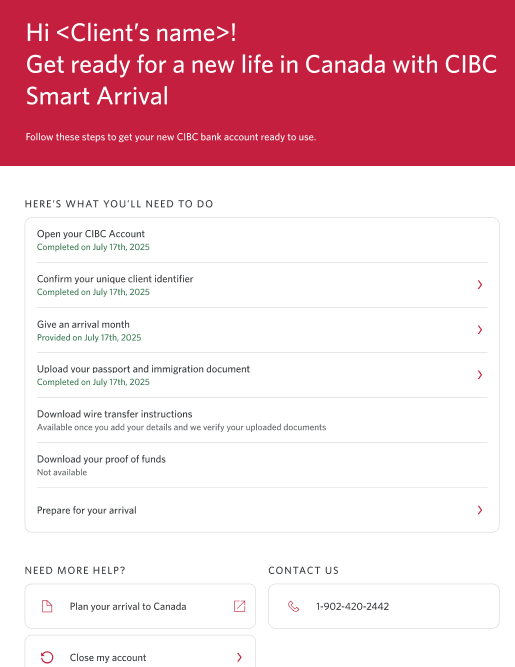 Hi <Client's name>!
Get ready for a new life in Canada with CIBC
Smart Arrival
Follow these steps to get your new CIBC bank account ready to use.
HERE'S WHAT YOU'LL NEED TO DO
Open your CIBC Account
Completed on July 17th, 2025
Confirm your unique client identifier
Completed on July 17th, 2025
Give an arrival month
Provided on July 17th, 2025
Upload your passport and immigration document
Completed on July 17th, 2025
Download wire transfer instructions
Available once you add your details and we verify your uploaded documents
Download your proof of funds
Not available
Prepare for your arrival
NEED MORE HELP?
Plan your arrival to Canada
Close my account
CONTACT US
1-902-420-2442